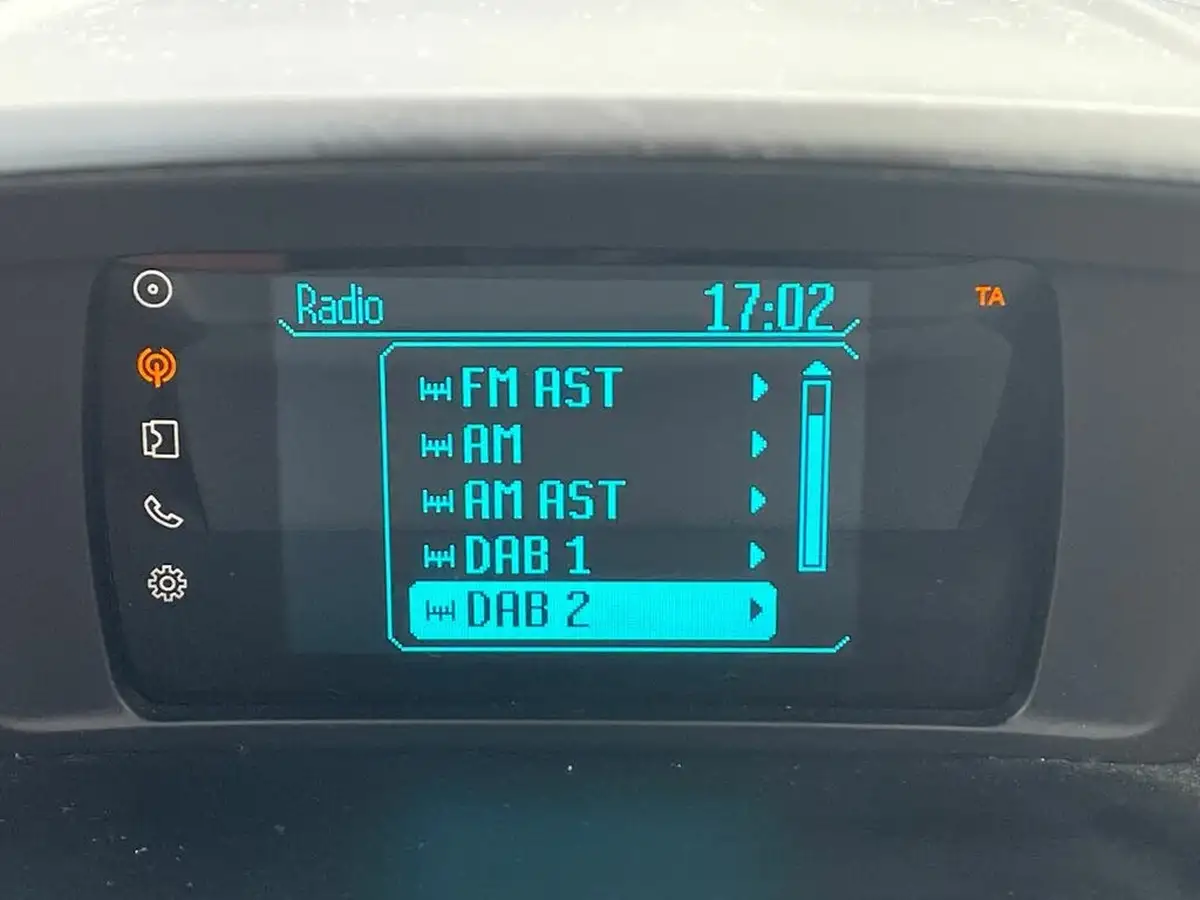 Radio 17:02 TA
FM AST
AM
AM AST
DAB 1
DAB 2